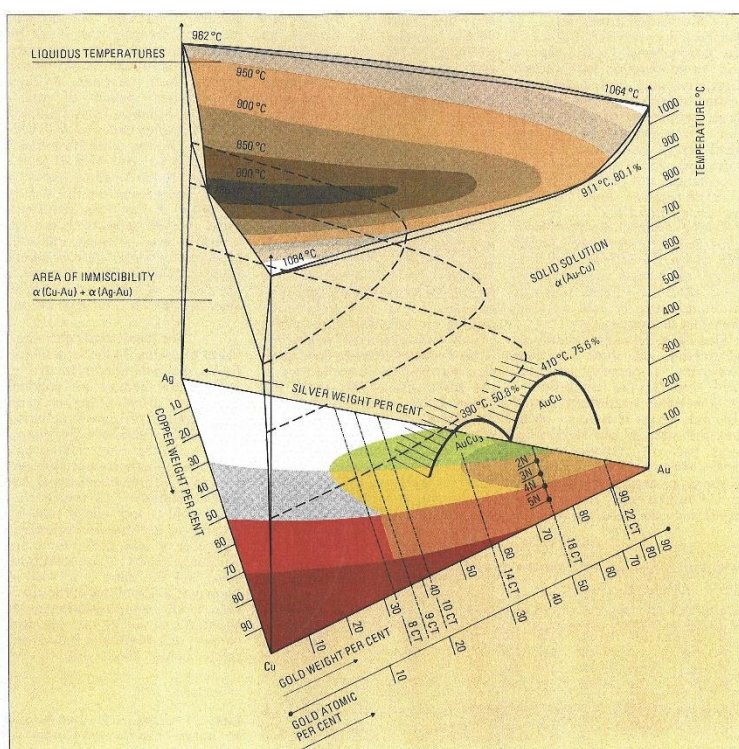 962 °C
LIQUIDUS TEMPERATURES
950 °C
900 °C
850 °C
800 °C
1064 °C
911 °C, 80.1 %
1084 °C
TEMPERATURE °C
1000
900
800
700
600
500
400
300
200
100
SOLID SOLUTION
α(Au-Cu)
AREA OF IMMISCIBILITY
α (Cu-Au) + α (Ag-Au)
410 °C, 75.6 %
390 °C, 50.8 %
AuCu
AuCu₃
Ag
SILVER WEIGHT PER CENT
COPPER WEIGHT PER CENT
10
20
30
40
50
60
70
80
90
2N
3N
4N
5N
Au
Cu
10
20
30
40
50
60
70
80
90
8 CT
9 CT
10 CT
14 CT
18 CT
22 CT
GOLD WEIGHT PER CENT
10
20
30
40
50
60
70
80
90
GOLD ATOMIC
PER CENT